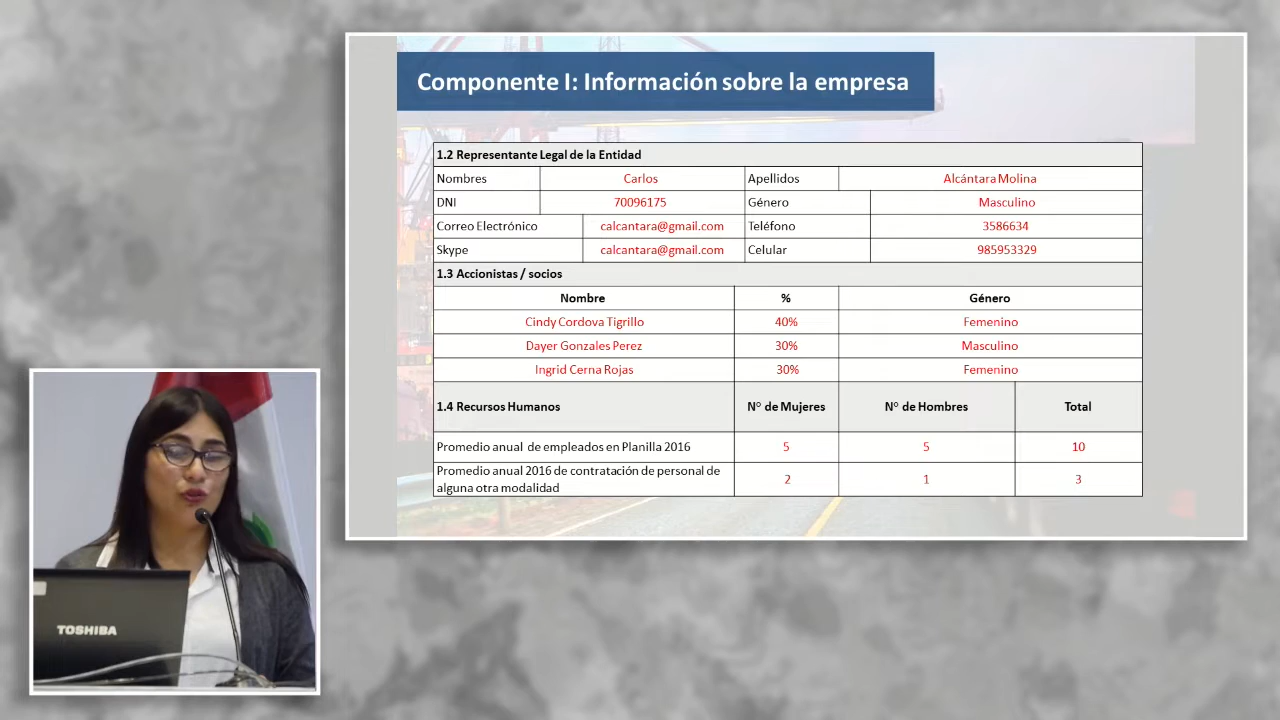 Componente I: Información sobre la empresa
1.2 Representante Legal de la Entidad
Nombres Carlos Apellidos Alcántara Molina
DNI 70096175 Género Masculino
Correo Electrónico calcantara@gmail.com Teléfono 3586634
Skype calcantara@gmail.com Celular 985953329
1.3 Accionistas / socios
Nombre % Género
Cindy Cordova Tigrillo 40% Femenino
Dayer Gonzales Perez 30% Masculino
Ingrid Cerna Rojas 30% Femenino
1.4 Recursos Humanos N° de Mujeres N° de Hombres Total
Promedio anual de empleados en Planilla 2016 5 5 10
Promedio anual 2016 de contratación de personal de
alguna otra modalidad 2 1 3
TOSHIBA